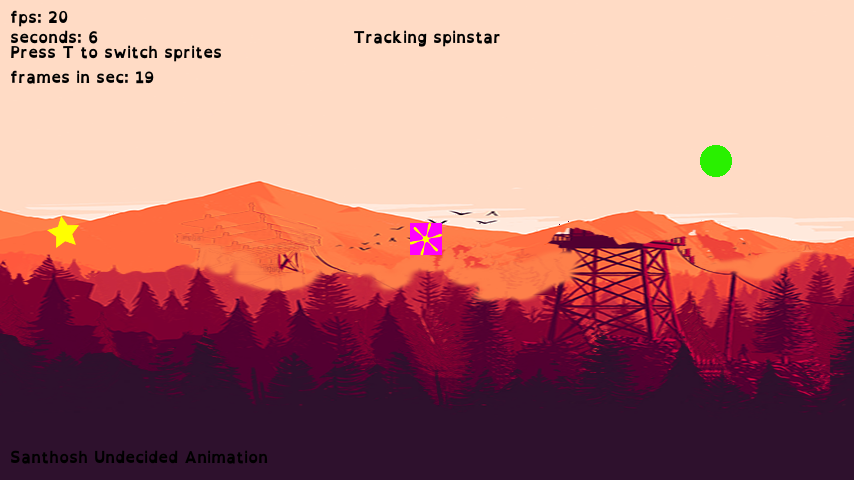 fps: 20
seconds: 6
Tracking spinstar
Press T to switch sprites
frames in sec: 19
Santhosh Undecided Animation